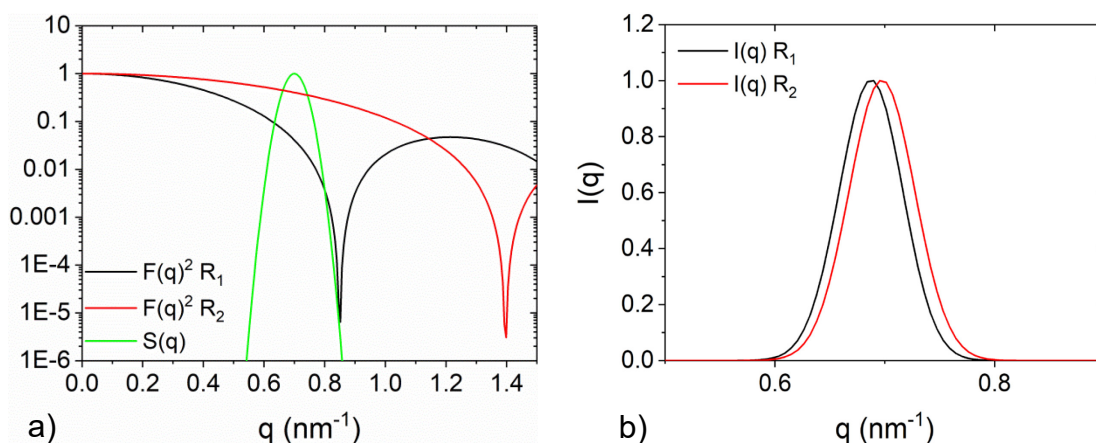 10
1
0.1
0.01
0.001
1E-4
1E-5
1E-6
F(q)² R₁
F(q)² R₂
S(q)
0.0 0.2 0.4 0.6 0.8 1.0 1.2 1.4
a) q (nm⁻¹)
1.2
1.0
0.8
0.6
0.4
0.2
0.0
I(q)
I(q) R₁
I(q) R₂
0.6 0.8
b) q (nm⁻¹)